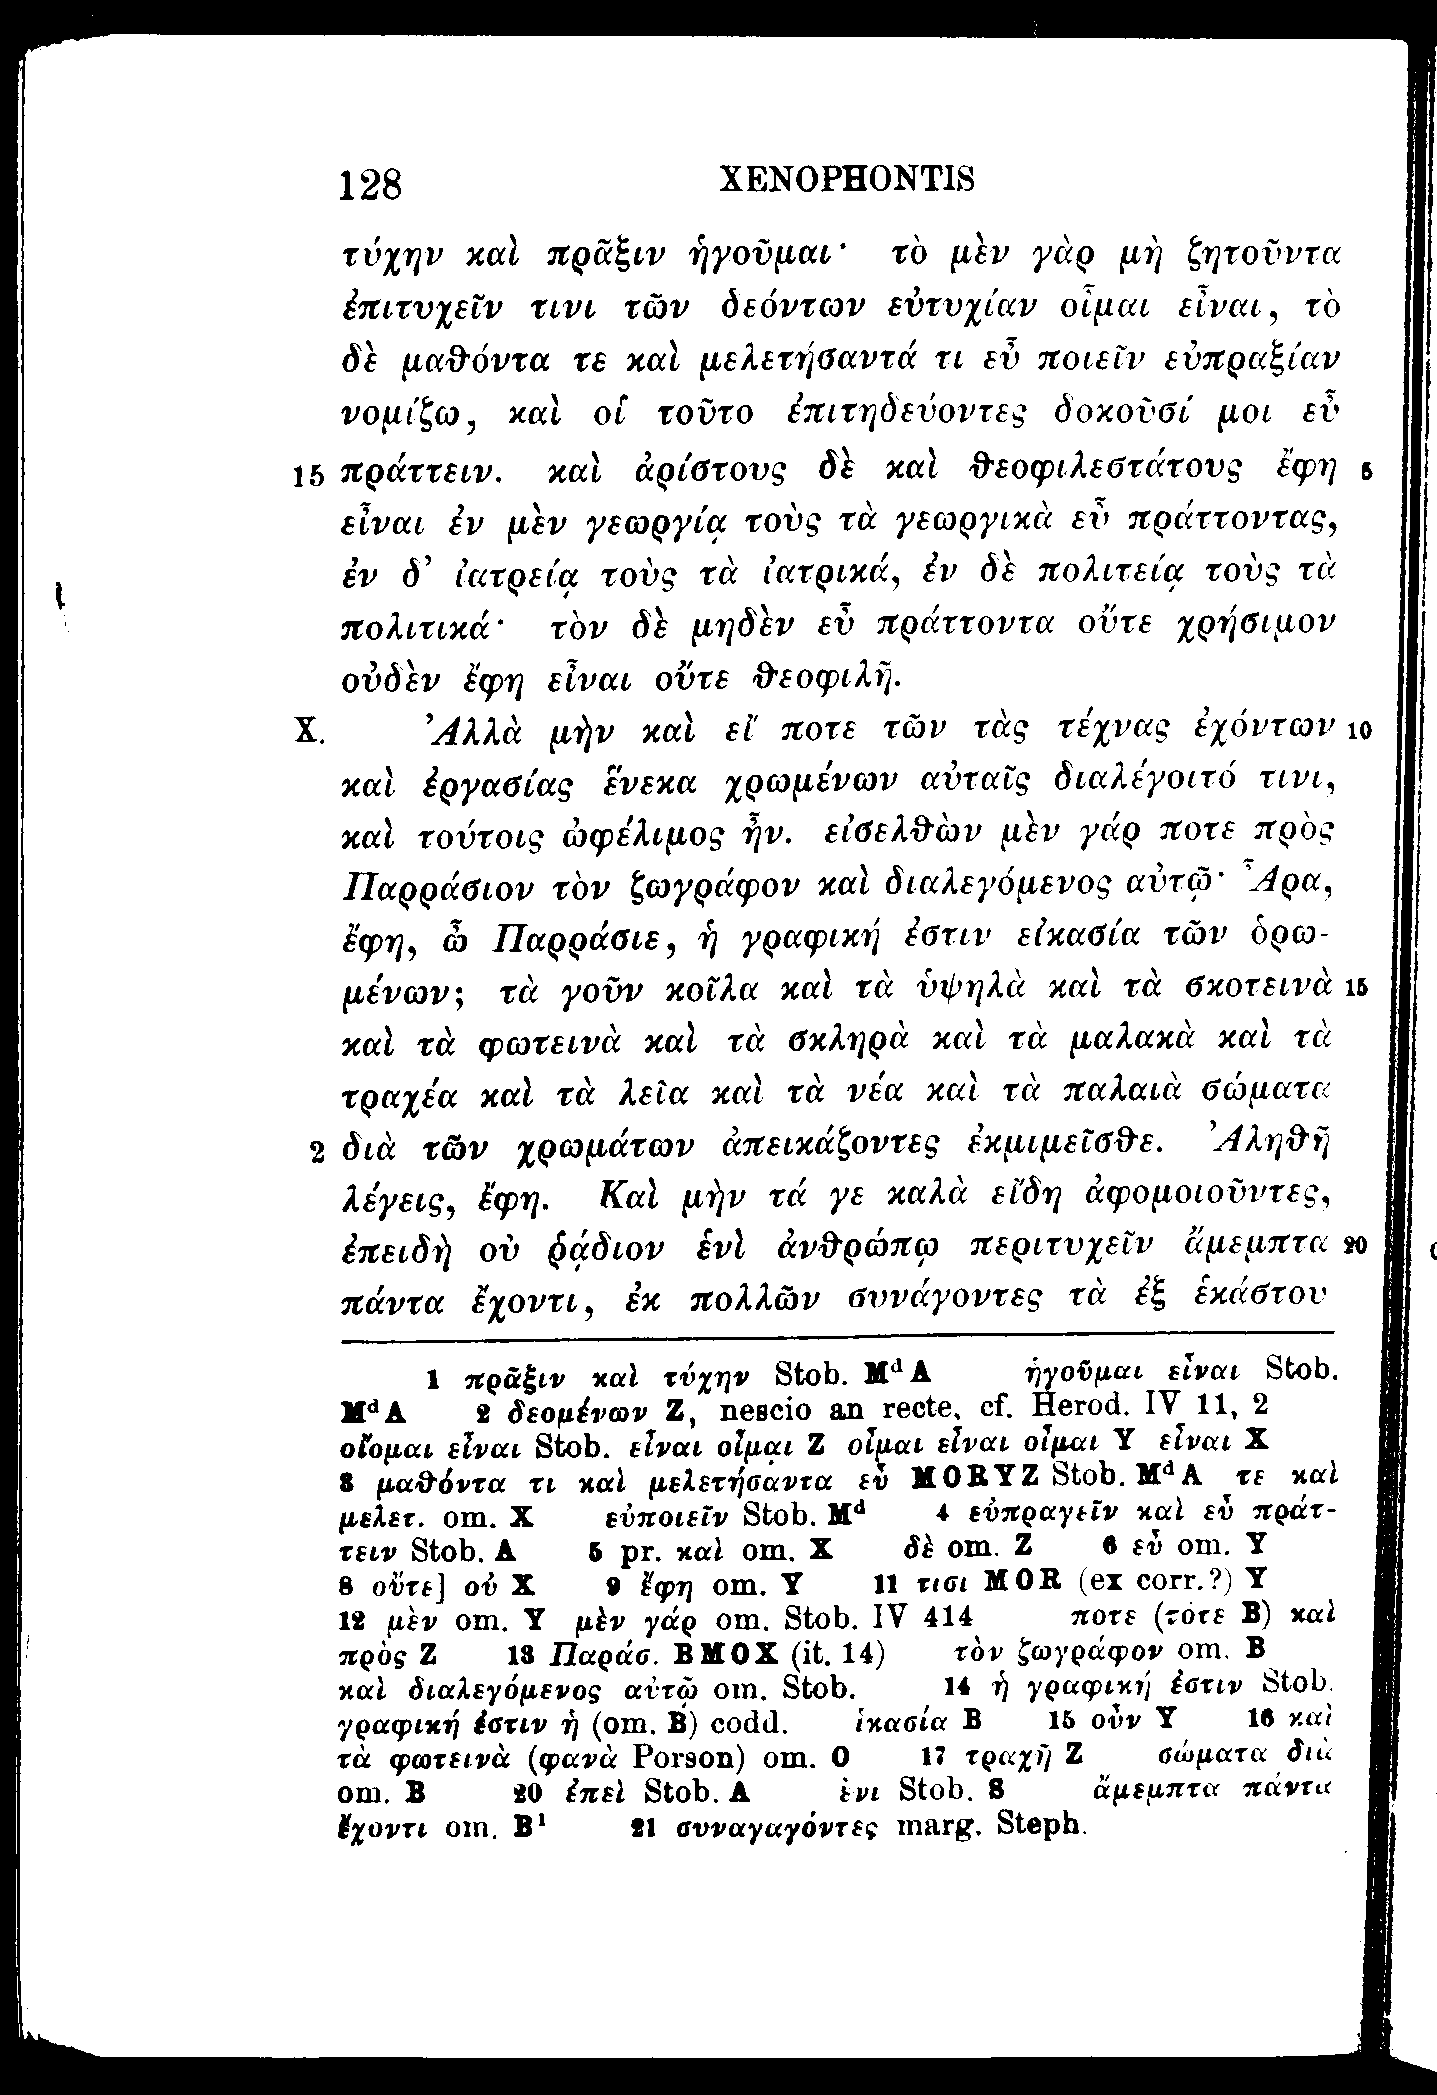 128 XENOPHONTIS
τύχην καὶ πρᾶξιν ἡγοῦμαι· τὸ μὲν γὰρ μὴ ζητοῦντα
ἐπιτυχεῖν τινι τῶν δεόντων εὐτυχίαν οἶμαι εἶναι, τὸ
δὲ μαθόντα τε καὶ μελετήσαντά τι εὖ ποιεῖν εὐπραξίαν
νομίζω, καὶ οἱ τοῦτο ἐπιτηδεύοντες δοκοῦσί μοι εὖ
15 πράττειν. καὶ ἀρίστους δὲ καὶ θεοφιλεστάτους ἔφη 5
εἶναι ἐν μὲν γεωργίᾳ τοὺς τὰ γεωργικὰ εὖ πράττοντας,
ἐν δ’ ἰατρείᾳ τοὺς τὰ ἰατρικά, ἐν δὲ πολιτείᾳ τοὺς τὰ
πολιτικά· τὸν δὲ μηδὲν εὖ πράττοντα οὔτε χρήσιμον
οὐδὲν ἔφη εἶναι οὔτε θεοφιλῆ.
X. Ἀλλὰ μὴν καὶ εἴ ποτε τῶν τὰς τέχνας ἐχόντων 10
καὶ ἐργασίας ἕνεκα χρωμένων αὐταῖς διαλέγοιτό τινι,
καὶ τούτοις ὠφέλιμος ἦν. εἰσελθὼν μὲν γάρ ποτε πρὸς
Παρράσιον τὸν ζωγράφον καὶ διαλεγόμενος αὐτῷ· Ἆρα,
ἔφη, ὦ Παρράσιε, ἡ γραφική ἐστιν εἰκασία τῶν ὁρω-
μένων; τὰ γοῦν κοῖλα καὶ τὰ ὑψηλὰ καὶ τὰ σκοτεινὰ 15
καὶ τὰ φωτεινὰ καὶ τὰ σκληρὰ καὶ τὰ μαλακὰ καὶ τὰ
τραχέα καὶ τὰ λεῖα καὶ τὰ νέα καὶ τὰ παλαιὰ σώματα
2 διὰ τῶν χρωμάτων ἀπεικάζοντες ἐκμιμεῖσθε. Ἀληθῆ
λέγεις, ἔφη. Καὶ μὴν τά γε καλὰ εἴδη ἀφομοιοῦντες,
ἐπειδὴ οὐ ῥᾴδιον ἑνὶ ἀνθρώπῳ περιτυχεῖν ἄμεμπτα 20
πάντα ἔχοντι, ἐκ πολλῶν συνάγοντες τὰ ἐξ ἑκάστου
1 πρᾶξιν καὶ τύχην Stob. Mᵈ A ἡγοῦμαι εἶναι Stob.
Mᵈ A 2 δεομένων Z, nescio an recte, cf. Herod. IV 11, 2
οἴομαι εἶναι Stob. εἶναι οἶμαι Z οἶμαι εἶναι οἶμαι Y εἶναι X
3 μαθόντα τι καὶ μελετήσαντα εὖ MORYZ Stob. Mᵈ A τε καὶ
μελετ. om. X εὐποιεῖν Stob. Mᵈ 4 εὐπραγεῖν καὶ εὖ πράτ-
τειν Stob. A 5 pr. καὶ om. X δὲ om. Z 6 εὖ om. Y
8 οὔτε] οὐ X 9 ἔφη om. Y 11 τισι MOR (ex corr.?) Y
12 μὲν om. Y μὲν γάρ om. Stob. IV 414 ποτε (τότε B) καὶ
πρὸς Z 13 Παράσ. BMOX (it. 14) τὸν ζωγράφον om. B
καὶ διαλεγόμενος αὐτῷ om. Stob. 14 ἡ γραφική ἐστιν Stob.
γραφική ἐστιν ἡ (om. B) codd. ἱκασία B 15 οὖν Y 16 καὶ
τὰ φωτεινὰ (φανὰ Porson) om. O 17 τραχῆ Z σώματα διὰ
om. B 20 ἐπεὶ Stob. A ἑνι Stob. S ἄμεμπτα πάντα
ἔχοντι om. B¹ 21 συναγαγόντες marg. Steph.